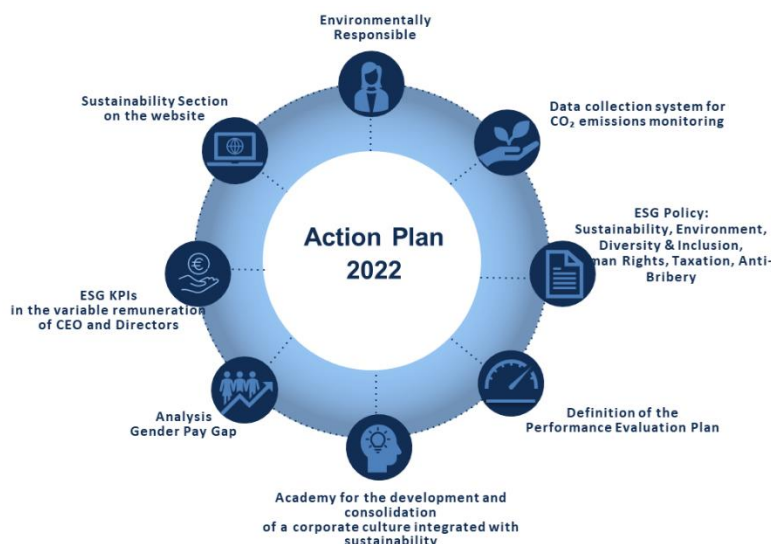 Environmentally
Responsible
Sustainability Section
on the website
Data collection system for
CO₂ emissions monitoring
Action Plan
2022
ESG Policy:
Sustainability, Environment,
Diversity & Inclusion,
man Rights, Taxation, Anti-
Bribery
ESG KPIs
in the variable remuneration
of CEO and Directors
Analysis
Gender Pay Gap
Definition of the
Performance Evaluation Plan
Academy for the development and
consolidation
of a corporate culture integrated with
sustainability